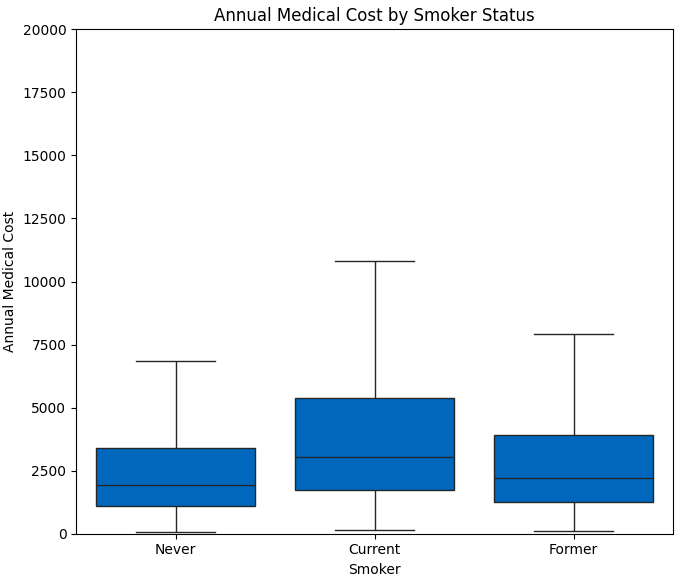 Annual Medical Cost by Smoker Status
20000
17500
15000
12500
10000
7500
5000
2500
0
Annual Medical Cost
Never
Current
Former
Smoker